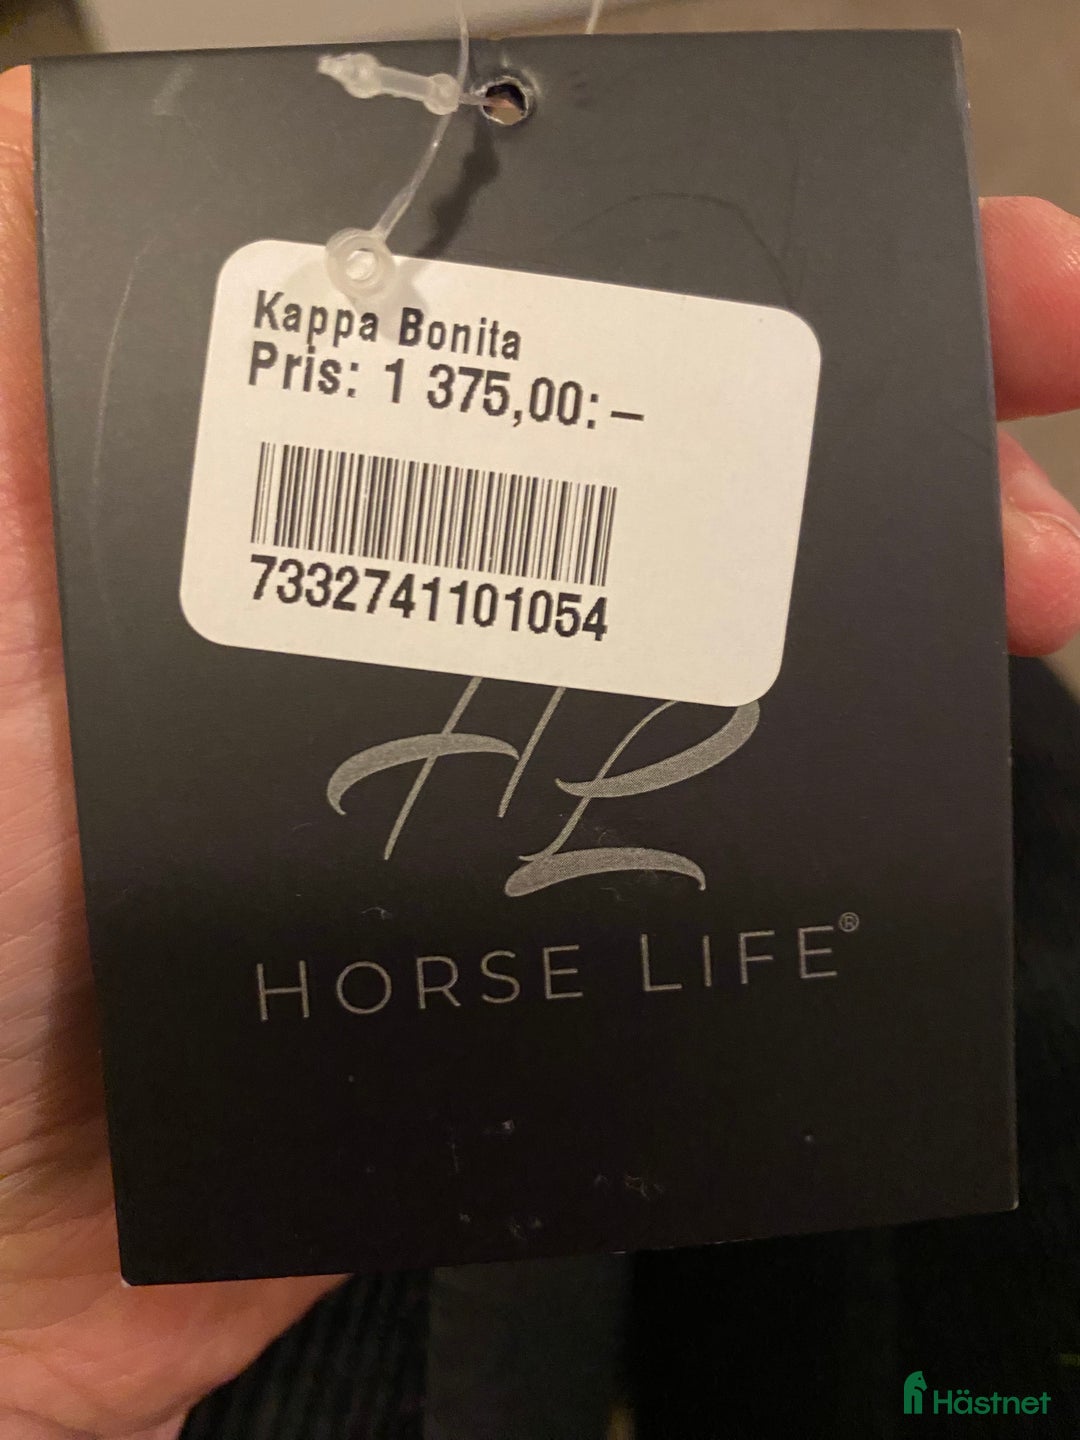 Kappa Bonita
Pris: 1 375,00:–
7332741101054
HL
HORSE LIFE®
Hästnet